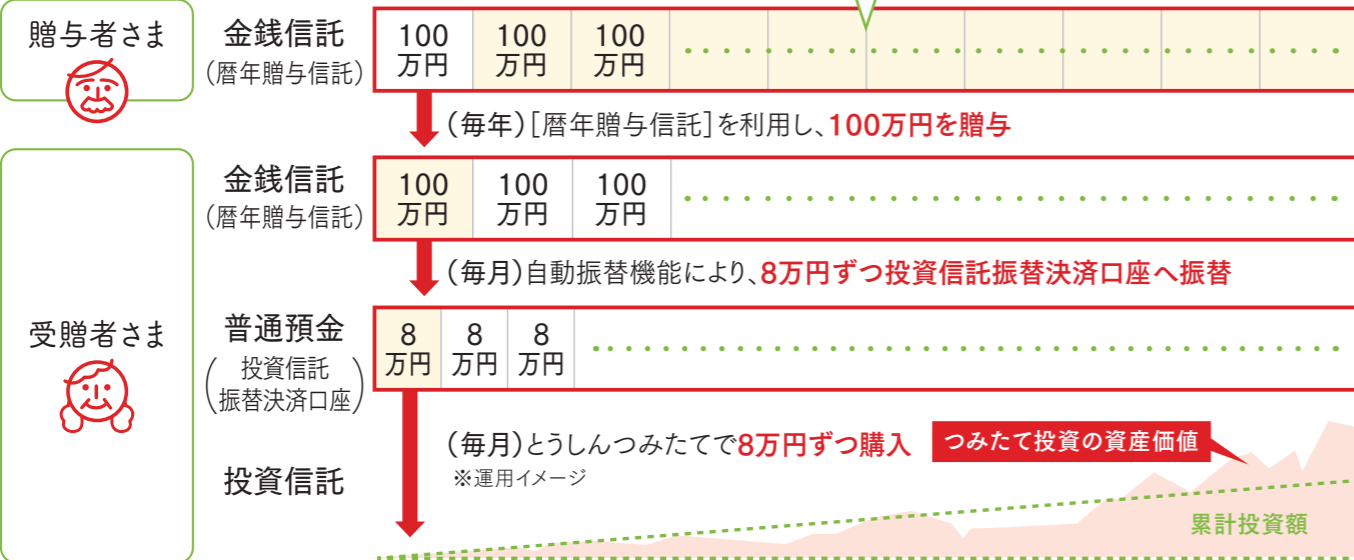 贈与者さま
金銭信託
(暦年贈与信託)
100
万円
100
万円
100
万円
(毎年)[暦年贈与信託]を利用し、100万円を贈与
受贈者さま
金銭信託
(暦年贈与信託)
100
万円
100
万円
100
万円
(毎月)自動振替機能により、8万円ずつ投資信託振替決済口座へ振替
普通預金
(投資信託
振替決済口座)
8
万円
8
万円
8
万円
投資信託
(毎月)とうしんつみたてで8万円ずつ購入
※運用イメージ
つみたて投資の資産価値
累計投資額